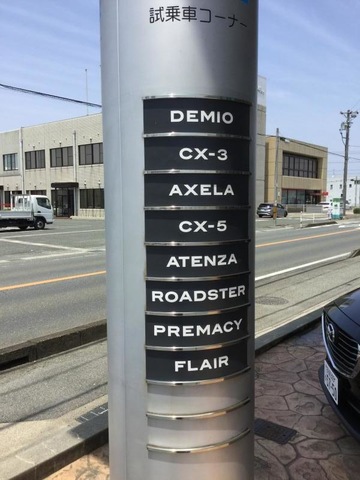 試乗車コーナー
DEMIO
CX-3
AXELA
CX-5
ATENZA
ROADSTER
PREMACY
FLAIR